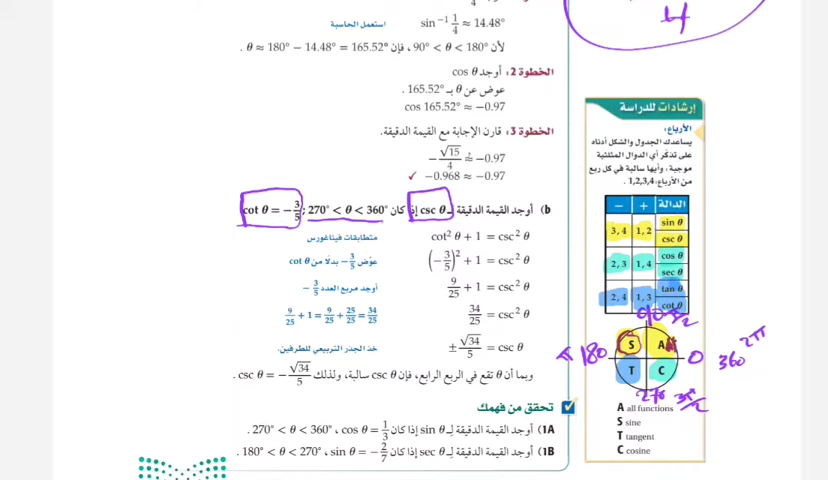 4
sin⁻¹ 1/4 ≈ 14.48° استعمل الحاسبة
لأن 90° < θ < 180° ، فإن θ ≈ 180° − 14.48° = 165.52° .
الخطوة 2: أوجد cos θ
عوض عن θ بـ 165.52° .
cos 165.52° ≈ −0.97
الخطوة 3: قارن الإجابة مع القيمة الدقيقة.
−√15/4 ≟ −0.97
✓ −0.968 ≈ −0.97
b) أوجد القيمة الدقيقة لـ csc θ إذا كان 270° < θ < 360° ; cot θ = −3/5
cot² θ + 1 = csc² θ متطابقات فيثاغورس
(−3/5)² + 1 = csc² θ عوّض −3/5 بدلًا من cot θ
9/25 + 1 = csc² θ أوجد مربع العدد −3/5
34/25 = csc² θ 9/25 + 1 = 9/25 + 25/25 = 34/25
±√34/5 = csc θ خذ الجذر التربيعي للطرفين.
وبما أن θ تقع في الربع الرابع، فإن csc θ سالبة، ولذلك csc θ = −√34/5 .
تحقق من فهمك
1A) أوجد القيمة الدقيقة لِـ sin θ إذا كان cos θ = 1/3 ، 270° < θ < 360° .
1B) أوجد القيمة الدقيقة لِـ sec θ إذا كان sin θ = −2/7 ، 180° < θ < 270° .
إرشادات للدراسة
الأرباع:
يساعدك الجدول والشكل أدناه
على تذكّر أي الدوال المثلثية
موجبة، وأيها سالبة في كل ربع
من الأرباع: 1,2,3,4 .
الدالة + −
sin θ
csc θ 1, 2 3, 4
cos θ
sec θ 1, 4 2, 3
tan θ
cot θ 1, 3 2, 4
90 π/2
S A
π 180 0 360 2π
T C
270 3π/2
A all functions
S sine
T tangent
C cosine